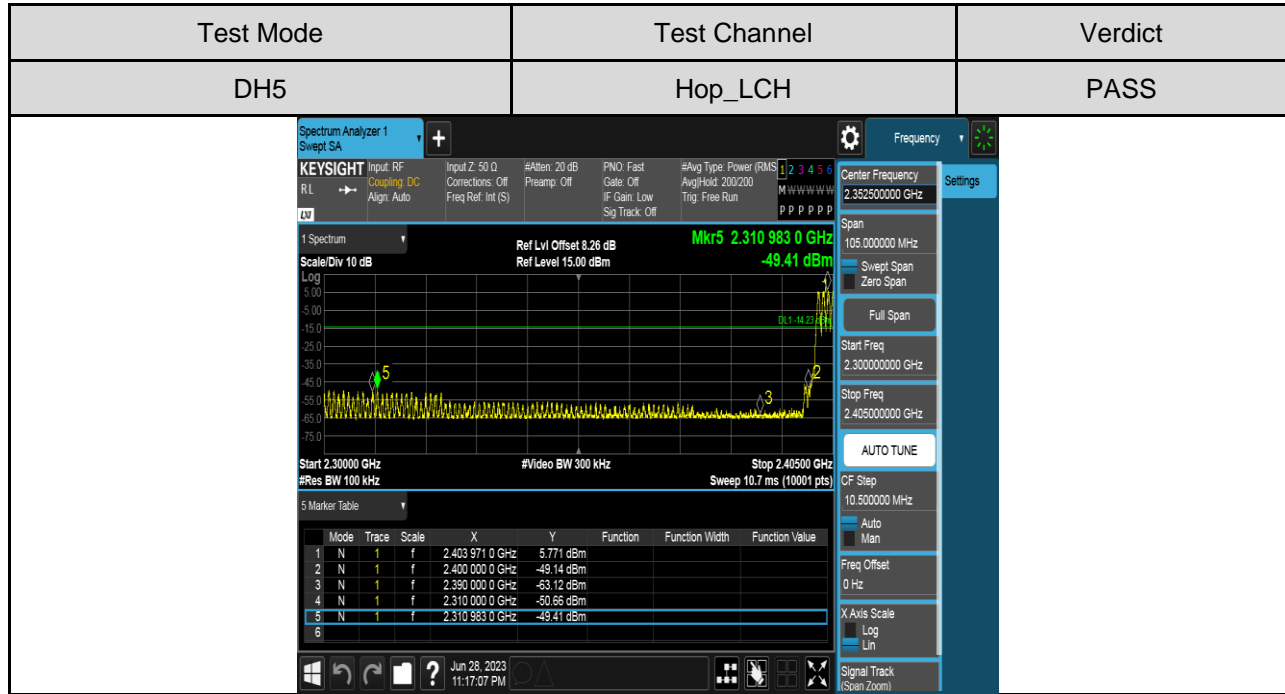 Test Mode Test Channel Verdict
DH5 Hop_LCH PASS
Spectrum Analyzer 1
Swept SA
+
Frequency
KEYSIGHT Input: RF Input Z: 50 Ω #Atten: 20 dB PNO: Fast #Avg Type: Power (RMS 1 2 3 4 5 6
RL Coupling: DC Corrections: Off Preamp: Off Gate: Off Avg|Hold: 200/200 M W W W W W
Align: Auto Freq Ref: Int (S) IF Gain: Low Trig: Free Run
LXI Sig Track: Off P P P P P P
Center Frequency
2.352500000 GHz
Settings
1 Spectrum Ref Lvl Offset 8.26 dB Mkr5 2.310 983 0 GHz
Scale/Div 10 dB Ref Level 15.00 dBm -49.41 dBm
Log
5.00
-5.00
-15.0
-25.0
-35.0
-45.0
-55.0
-65.0
-75.0
1
DL1 -14.23 dBm
5
2
3
Start 2.30000 GHz #Video BW 300 kHz Stop 2.40500 GHz
#Res BW 100 kHz Sweep 10.7 ms (10001 pts)
Span
105.000000 MHz
Swept Span
Zero Span
Full Span
Start Freq
2.300000000 GHz
Stop Freq
2.405000000 GHz
AUTO TUNE
CF Step
10.500000 MHz
Auto
Man
Freq Offset
0 Hz
X Axis Scale
Log
Lin
Signal Track
(Span Zoom)
5 Marker Table
Mode Trace Scale X Y Function Function Width Function Value
1 N 1 f 2.403 971 0 GHz 5.771 dBm
2 N 1 f 2.400 000 0 GHz -49.14 dBm
3 N 1 f 2.390 000 0 GHz -63.12 dBm
4 N 1 f 2.310 000 0 GHz -50.66 dBm
5 N 1 f 2.310 983 0 GHz -49.41 dBm
6
? Jun 28, 2023
11:17:07 PM